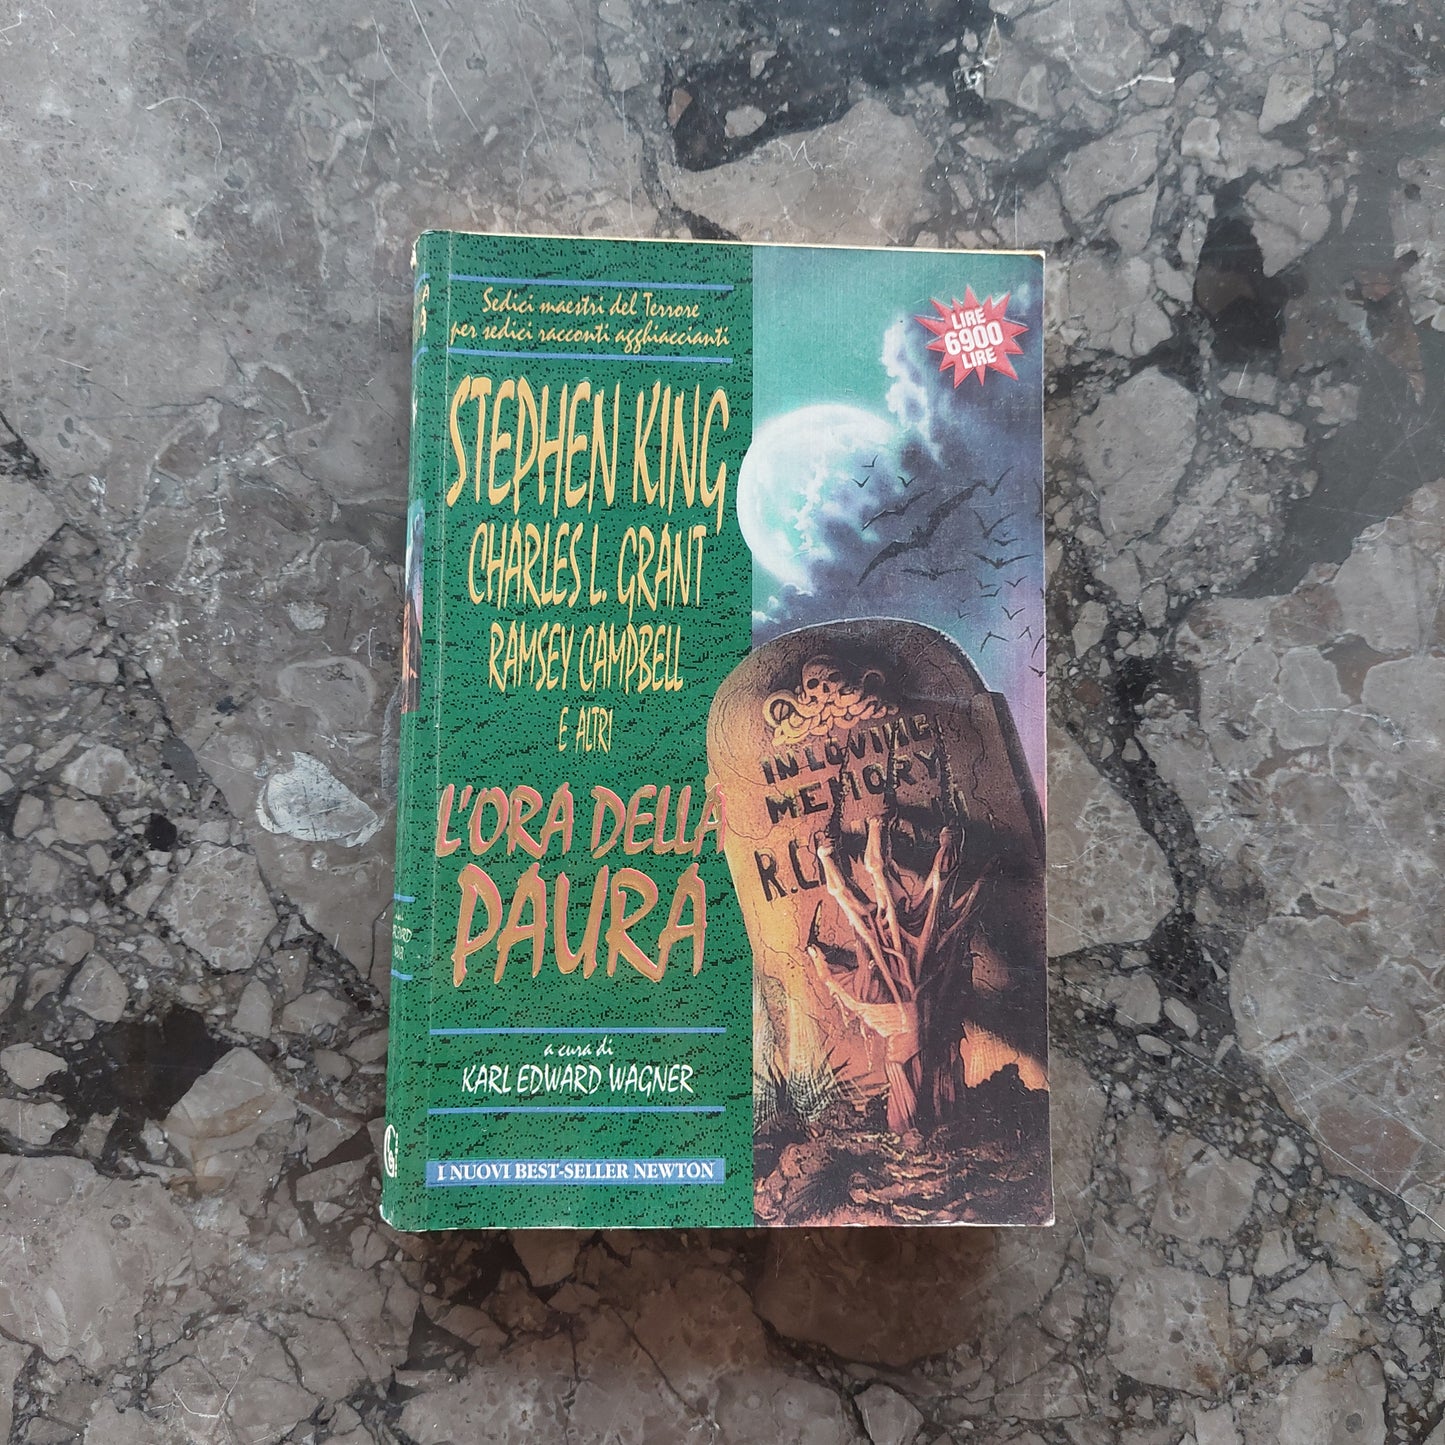 Sedici maestri del Terrore
per sedici racconti agghiaccianti
STEPHEN KING
CHARLES L. GRANT
RAMSEY CAMPBELL
E ALTRI
L'ORA DELLA
PAURA
a cura di
KARL EDWARD WAGNER
I NUOVI BEST-SELLER NEWTON
LIRE
6900
LIRE
IN LOVING
MEMORY